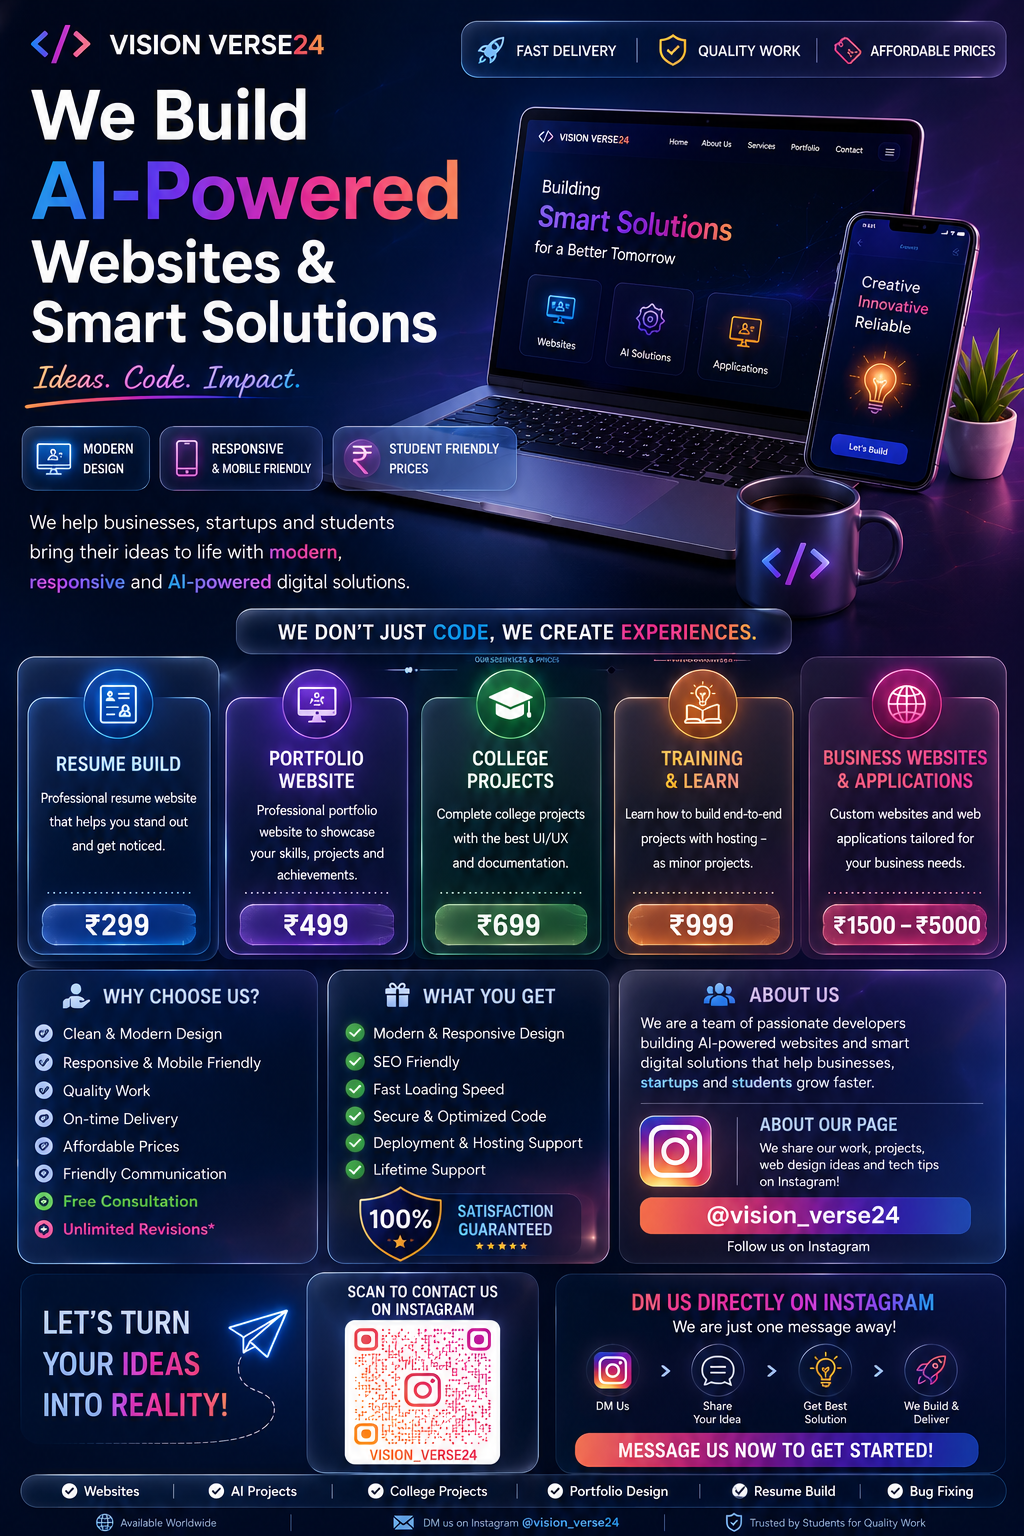 </> VISION VERSE24
FAST DELIVERY
QUALITY WORK
AFFORDABLE PRICES
We Build
AI-Powered
Websites &
Smart Solutions
Ideas. Code. Impact.
</> VISION VERSE24
Home
About Us
Services
Portfolio
Contact
Building
Smart Solutions
for a Better Tomorrow
Websites
AI Solutions
Applications
Creative
Innovative
Reliable
Let's Build
</>
MODERN
DESIGN
RESPONSIVE
& MOBILE FRIENDLY
₹
STUDENT FRIENDLY
PRICES
We help businesses, startups and students
bring their ideas to life with modern,
responsive and AI-powered digital solutions.
WE DON'T JUST CODE, WE CREATE EXPERIENCES.
OUR SERVICES & PRICES
RESUME BUILD
Professional resume website
that helps you stand out
and get noticed.
₹299
PORTFOLIO
WEBSITE
Professional portfolio
website to showcase
your skills, projects and
achievements.
₹499
COLLEGE
PROJECTS
Complete college projects
with the best UI/UX
and documentation.
₹699
TRAINING
& LEARN
Learn how to build end-to-end
projects with hosting –
as minor projects.
₹999
BUSINESS WEBSITES
& APPLICATIONS
Custom websites and web
applications tailored for
your business needs.
₹1500 – ₹5000
WHY CHOOSE US?
Clean & Modern Design
Responsive & Mobile Friendly
Quality Work
On-time Delivery
Affordable Prices
Friendly Communication
Free Consultation
Unlimited Revisions*
WHAT YOU GET
Modern & Responsive Design
SEO Friendly
Fast Loading Speed
Secure & Optimized Code
Deployment & Hosting Support
Lifetime Support
100%
SATISFACTION
GUARANTEED
ABOUT US
We are a team of passionate developers
building AI-powered websites and smart
digital solutions that help businesses,
startups and students grow faster.
ABOUT OUR PAGE
We share our work, projects,
web design ideas and tech tips
on Instagram!
@vision_verse24
Follow us on Instagram
LET'S TURN
YOUR IDEAS
INTO REALITY!
SCAN TO CONTACT US
ON INSTAGRAM
VISION_VERSE24
DM US DIRECTLY ON INSTAGRAM
We are just one message away!
DM Us
Share
Your Idea
Get Best
Solution
We Build &
Deliver
MESSAGE US NOW TO GET STARTED!
Websites
AI Projects
College Projects
Portfolio Design
Resume Build
Bug Fixing
Available Worldwide
DM us on Instagram @vision_verse24
Trusted by Students for Quality Work